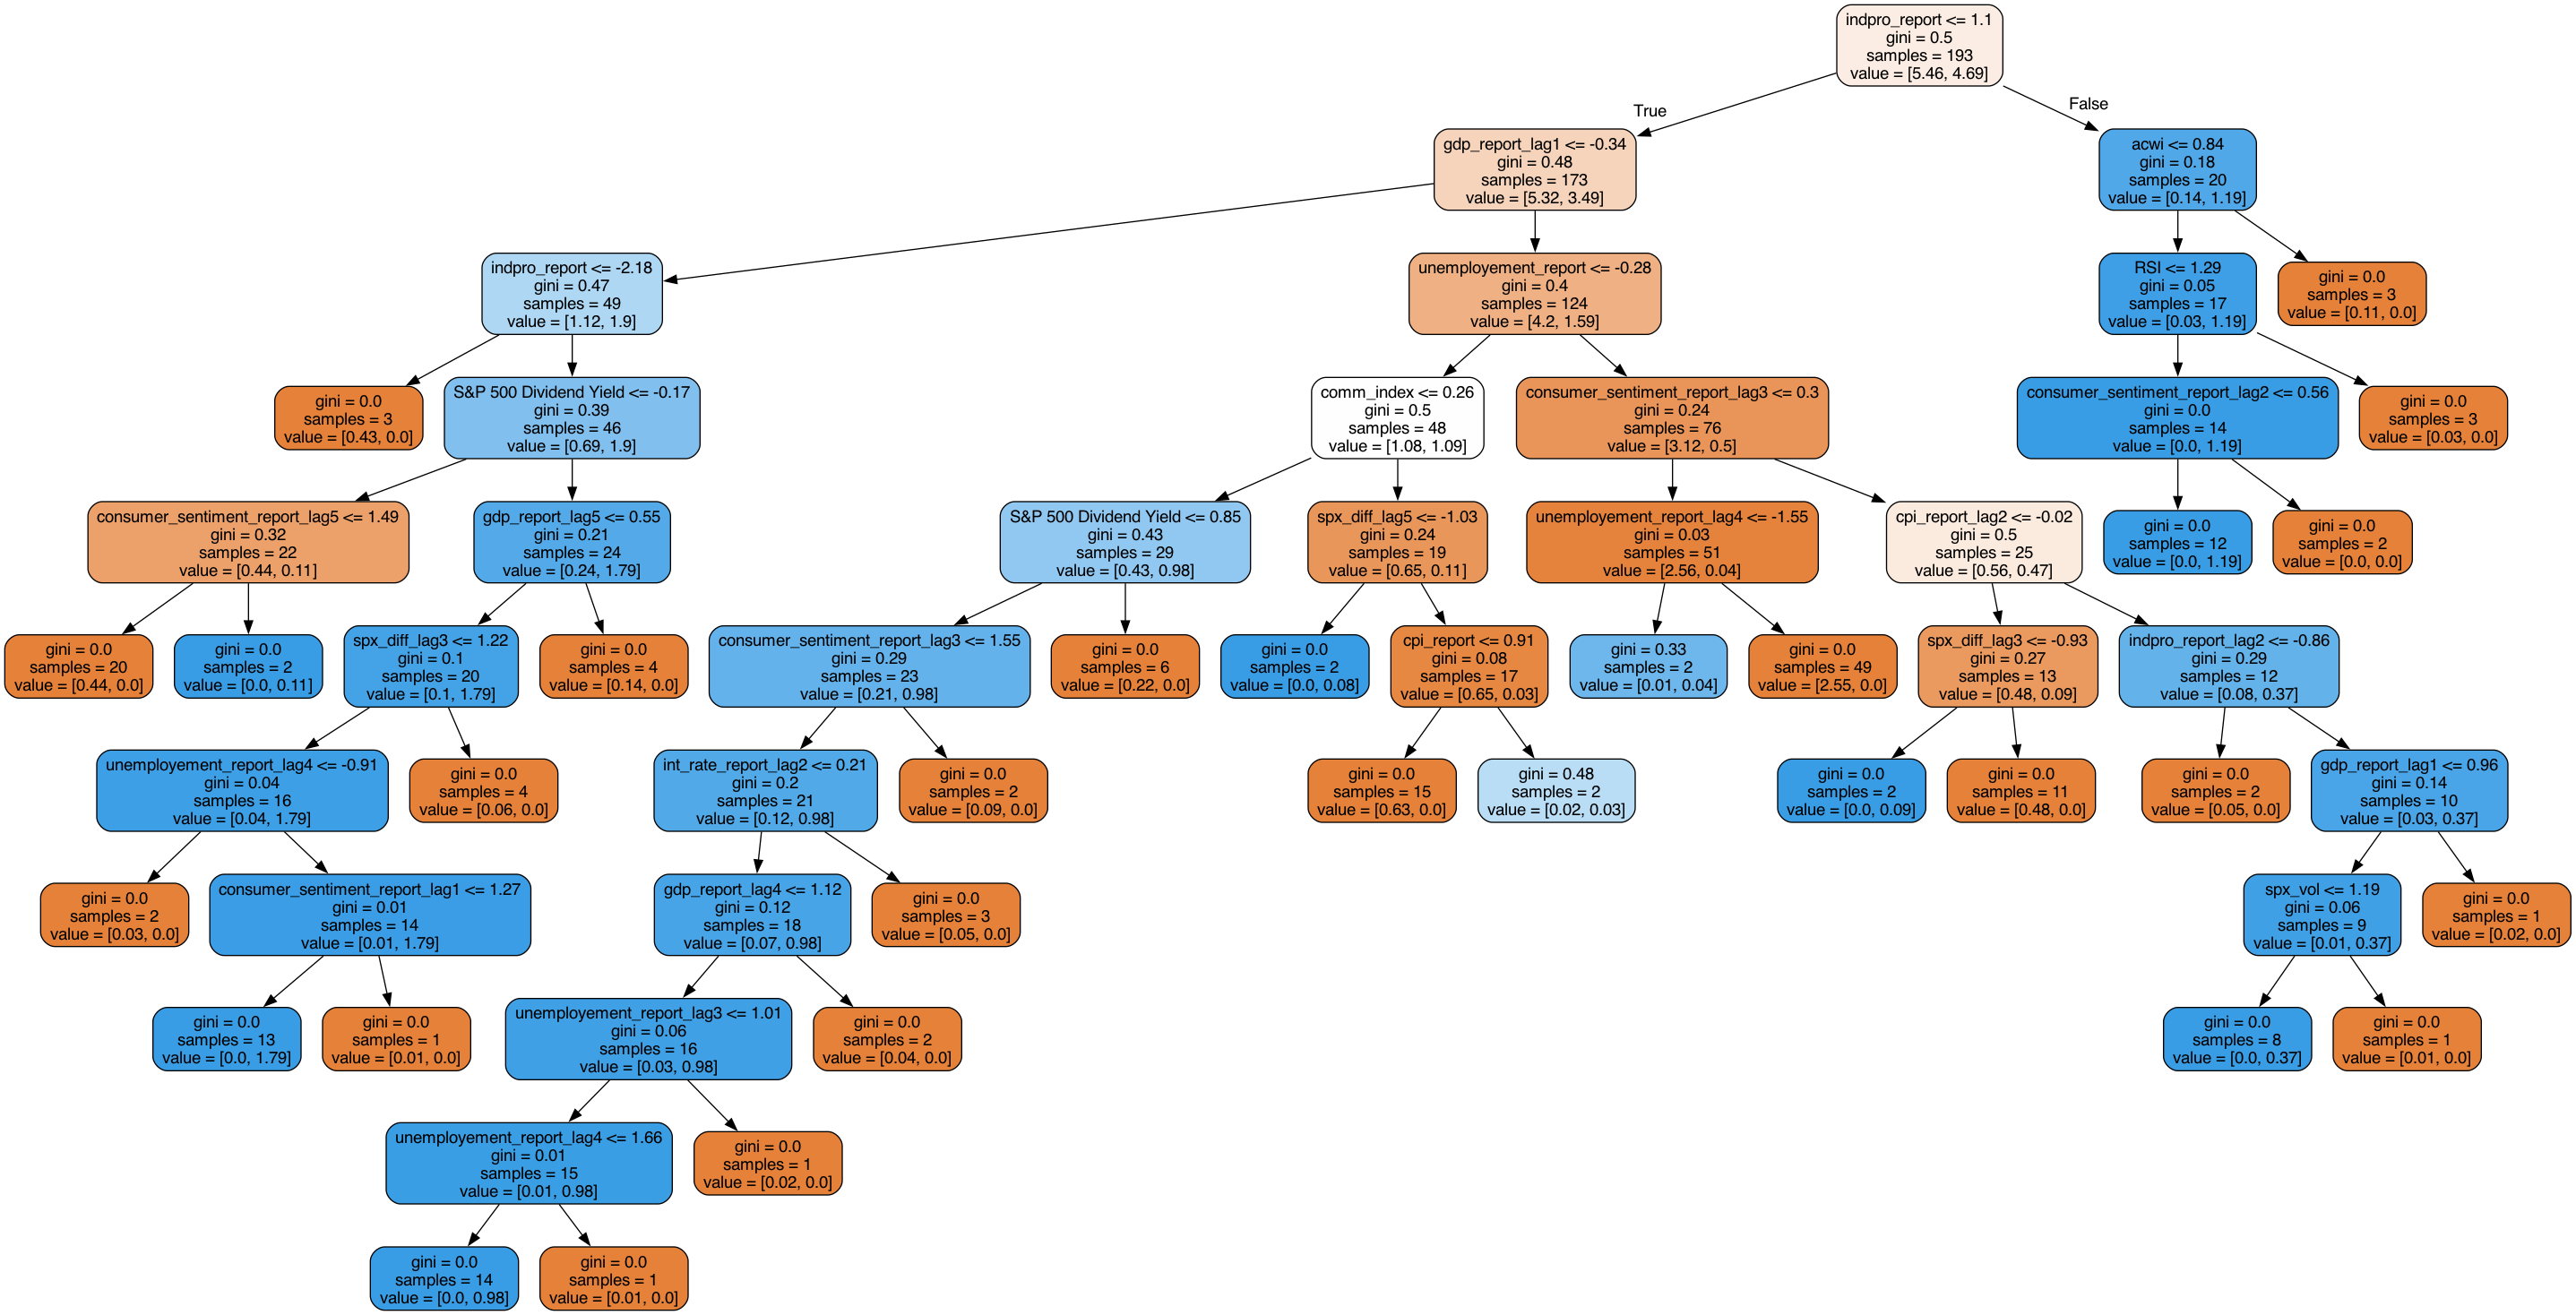 indpro_report <= 1.1
gini = 0.5
samples = 193
value = [5.46, 4.69]
True
False
gdp_report_lag1 <= -0.34
gini = 0.48
samples = 173
value = [5.32, 3.49]
acwi <= 0.84
gini = 0.18
samples = 20
value = [0.14, 1.19]
indpro_report <= -2.18
gini = 0.47
samples = 49
value = [1.12, 1.9]
unemployement_report <= -0.28
gini = 0.4
samples = 124
value = [4.2, 1.59]
RSI <= 1.29
gini = 0.05
samples = 17
value = [0.03, 1.19]
gini = 0.0
samples = 3
value = [0.11, 0.0]
gini = 0.0
samples = 3
value = [0.43, 0.0]
S&P 500 Dividend Yield <= -0.17
gini = 0.39
samples = 46
value = [0.69, 1.9]
comm_index <= 0.26
gini = 0.5
samples = 48
value = [1.08, 1.09]
consumer_sentiment_report_lag3 <= 0.3
gini = 0.24
samples = 76
value = [3.12, 0.5]
consumer_sentiment_report_lag2 <= 0.56
gini = 0.0
samples = 14
value = [0.0, 1.19]
gini = 0.0
samples = 3
value = [0.03, 0.0]
consumer_sentiment_report_lag5 <= 1.49
gini = 0.32
samples = 22
value = [0.44, 0.11]
gdp_report_lag5 <= 0.55
gini = 0.21
samples = 24
value = [0.24, 1.79]
S&P 500 Dividend Yield <= 0.85
gini = 0.43
samples = 29
value = [0.43, 0.98]
spx_diff_lag5 <= -1.03
gini = 0.24
samples = 19
value = [0.65, 0.11]
unemployement_report_lag4 <= -1.55
gini = 0.03
samples = 51
value = [2.56, 0.04]
cpi_report_lag2 <= -0.02
gini = 0.5
samples = 25
value = [0.56, 0.47]
gini = 0.0
samples = 12
value = [0.0, 1.19]
gini = 0.0
samples = 2
value = [0.0, 0.0]
gini = 0.0
samples = 20
value = [0.44, 0.0]
gini = 0.0
samples = 2
value = [0.0, 0.11]
spx_diff_lag3 <= 1.22
gini = 0.1
samples = 20
value = [0.1, 1.79]
gini = 0.0
samples = 4
value = [0.14, 0.0]
consumer_sentiment_report_lag3 <= 1.55
gini = 0.29
samples = 23
value = [0.21, 0.98]
gini = 0.0
samples = 6
value = [0.22, 0.0]
gini = 0.0
samples = 2
value = [0.0, 0.08]
cpi_report <= 0.91
gini = 0.08
samples = 17
value = [0.65, 0.03]
gini = 0.33
samples = 2
value = [0.01, 0.04]
gini = 0.0
samples = 49
value = [2.55, 0.0]
spx_diff_lag3 <= -0.93
gini = 0.27
samples = 13
value = [0.48, 0.09]
indpro_report_lag2 <= -0.86
gini = 0.29
samples = 12
value = [0.08, 0.37]
unemployement_report_lag4 <= -0.91
gini = 0.04
samples = 16
value = [0.04, 1.79]
gini = 0.0
samples = 4
value = [0.06, 0.0]
int_rate_report_lag2 <= 0.21
gini = 0.2
samples = 21
value = [0.12, 0.98]
gini = 0.0
samples = 2
value = [0.09, 0.0]
gini = 0.0
samples = 15
value = [0.63, 0.0]
gini = 0.48
samples = 2
value = [0.02, 0.03]
gini = 0.0
samples = 2
value = [0.0, 0.09]
gini = 0.0
samples = 11
value = [0.48, 0.0]
gini = 0.0
samples = 2
value = [0.05, 0.0]
gdp_report_lag1 <= 0.96
gini = 0.14
samples = 10
value = [0.03, 0.37]
gini = 0.0
samples = 2
value = [0.03, 0.0]
consumer_sentiment_report_lag1 <= 1.27
gini = 0.01
samples = 14
value = [0.01, 1.79]
gdp_report_lag4 <= 1.12
gini = 0.12
samples = 18
value = [0.07, 0.98]
gini = 0.0
samples = 3
value = [0.05, 0.0]
spx_vol <= 1.19
gini = 0.06
samples = 9
value = [0.01, 0.37]
gini = 0.0
samples = 1
value = [0.02, 0.0]
gini = 0.0
samples = 13
value = [0.0, 1.79]
gini = 0.0
samples = 1
value = [0.01, 0.0]
unemployement_report_lag3 <= 1.01
gini = 0.06
samples = 16
value = [0.03, 0.98]
gini = 0.0
samples = 2
value = [0.04, 0.0]
gini = 0.0
samples = 8
value = [0.0, 0.37]
gini = 0.0
samples = 1
value = [0.01, 0.0]
unemployement_report_lag4 <= 1.66
gini = 0.01
samples = 15
value = [0.01, 0.98]
gini = 0.0
samples = 1
value = [0.02, 0.0]
gini = 0.0
samples = 14
value = [0.0, 0.98]
gini = 0.0
samples = 1
value = [0.01, 0.0]